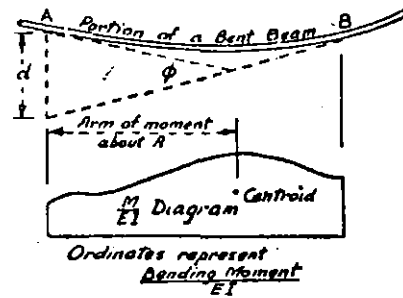 A
Portion of a Bent Beam
B
d
ϕ
Arm of moment
about A
Centroid
M/EI Diagram
Ordinates represent
Bending Moment
EI